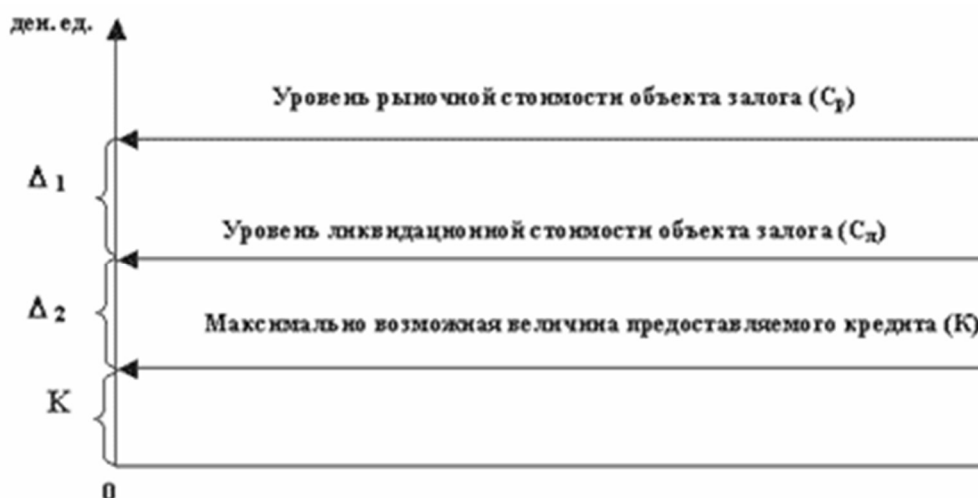 ден. ед.
Уровень рыночной стоимости объекта залога (Ср)
Δ 1
Уровень ликвидационной стоимости объекта залога (Сл)
Δ 2
Максимально возможная величина предоставляемого кредита (К)
К
0